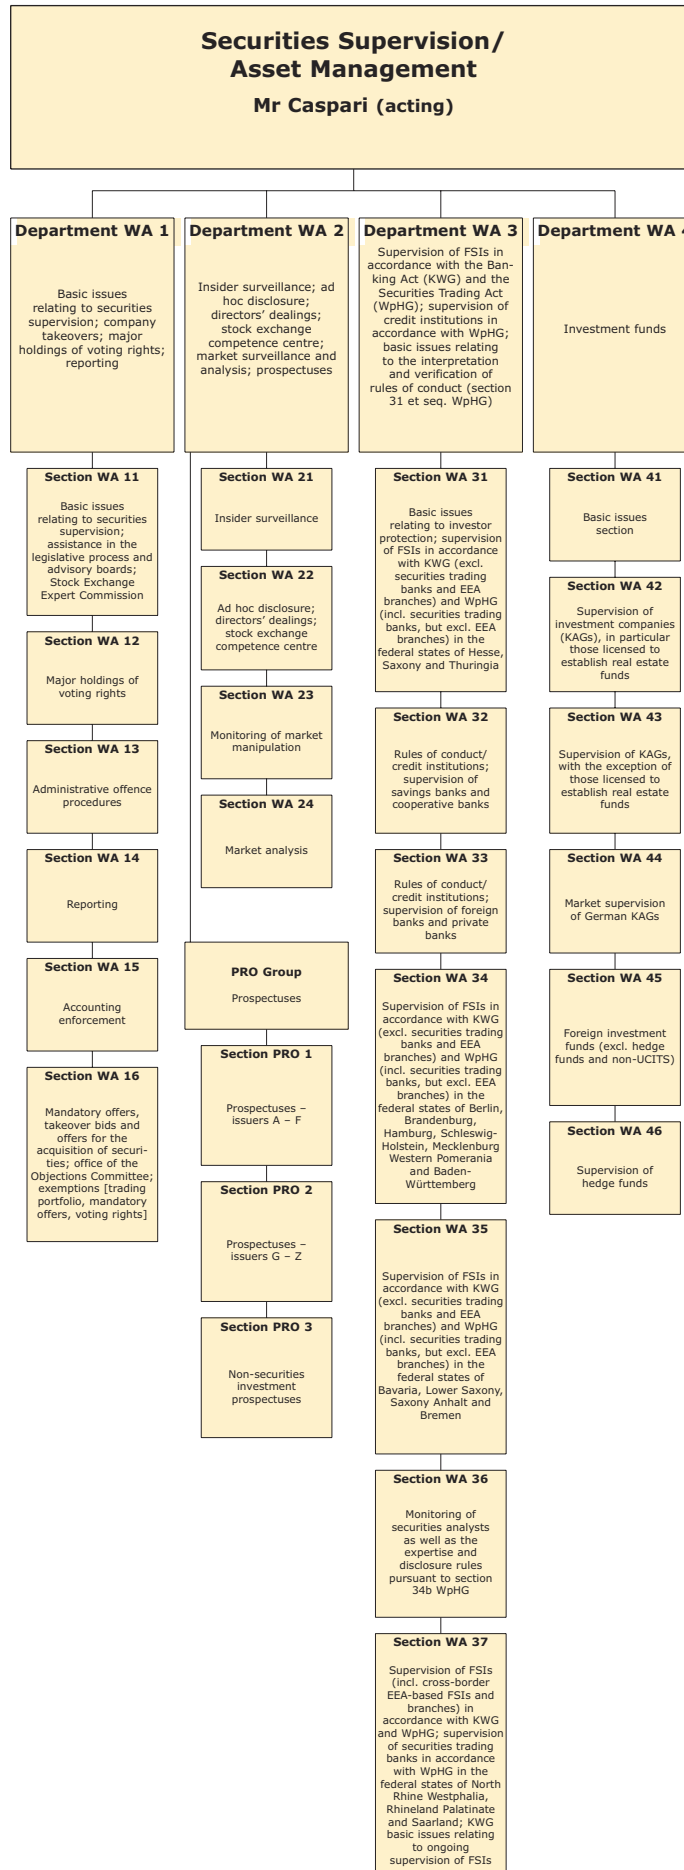 Securities Supervision/
Asset Management
Mr Caspari (acting)
Department WA 1
Basic issues
relating to securities
supervision; company
takeovers; major
holdings of voting rights;
reporting
Section WA 11
Basic issues
relating to securities
supervision;
assistance in the
legislative process and
advisory boards;
Stock Exchange
Expert Commission
Section WA 12
Major holdings of
voting rights
Section WA 13
Administrative offence
procedures
Section WA 14
Reporting
Section WA 15
Accounting
enforcement
Section WA 16
Mandatory offers,
takeover bids and
offers for the
acquisition of securi-
ties; office of the
Objections Committee;
exemptions [trading
portfolio, mandatory
offers, voting rights]
Department WA 2
Insider surveillance; ad
hoc disclosure;
directors’ dealings;
stock exchange
competence centre;
market surveillance and
analysis; prospectuses
Section WA 21
Insider surveillance
Section WA 22
Ad hoc disclosure;
directors’ dealings;
stock exchange
competence centre
Section WA 23
Monitoring of market
manipulation
Section WA 24
Market analysis
PRO Group
Prospectuses
Section PRO 1
Prospectuses –
issuers A – F
Section PRO 2
Prospectuses –
issuers G – Z
Section PRO 3
Non-securities
investment
prospectuses
Department WA 3
Supervision of FSIs in
accordance with the Ban-
king Act (KWG) and the
Securities Trading Act
(WpHG); supervision of
credit institutions in
accordance with WpHG;
basic issues relating
to the interpretation
and verification of
rules of conduct (section
31 et seq. WpHG)
Section WA 31
Basic issues
relating to investor
protection; supervision
of FSIs in accordance
with KWG (excl.
securities trading
banks and EEA
branches) and WpHG
(incl. securities trading
banks, but excl. EEA
branches) in the
federal states of Hesse,
Saxony and Thuringia
Section WA 32
Rules of conduct/
credit institutions;
supervision of
savings banks and
cooperative banks
Section WA 33
Rules of conduct/
credit institutions;
supervision of foreign
banks and private
banks
Section WA 34
Supervision of FSIs in
accordance with KWG
(excl. securities trading
banks and EEA
branches) and WpHG
(incl. securities trading
banks, but excl. EEA
branches) in the
federal states of Berlin,
Brandenburg,
Hamburg, Schleswig-
Holstein, Mecklenburg
Western Pomerania
and Baden-
Württemberg
Section WA 35
Supervision of FSIs in
accordance with KWG
(excl. securities trading
banks and EEA
branches) and WpHG
(incl. securities trading
banks, but excl. EEA
branches) in the
federal states of
Bavaria, Lower Saxony,
Saxony Anhalt and
Bremen
Section WA 36
Monitoring of
securities analysts
as well as the
expertise and
disclosure rules
pursuant to section
34b WpHG
Section WA 37
Supervision of FSIs
(incl. cross-border
EEA-based FSIs and
branches) in
accordance with KWG
and WpHG; supervision
of securities trading
banks in accordance
with WpHG in the
federal states of North
Rhine Westphalia,
Rhineland Palatinate
and Saarland; KWG
basic issues relating
to ongoing
supervision of FSIs
Department WA
Investment funds
Section WA 41
Basic issues
section
Section WA 42
Supervision of
investment companies
(KAGs), in particular
those licensed to
establish real estate
funds
Section WA 43
Supervision of KAGs,
with the exception of
those licensed to
establish real estate
funds
Section WA 44
Market supervision
of German KAGs
Section WA 45
Foreign investment
funds (excl. hedge
funds and non-UCITS)
Section WA 46
Supervision of
hedge funds